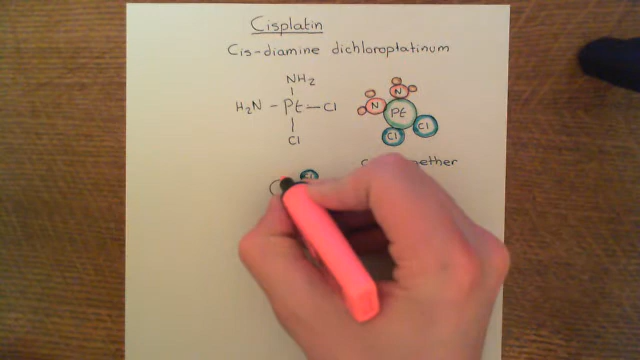 Cisplatin
Cis-diamine dichloroplatinum
NH2
H2N - Pt - Cl
Cl
N
N
Pt
Cl
Cl